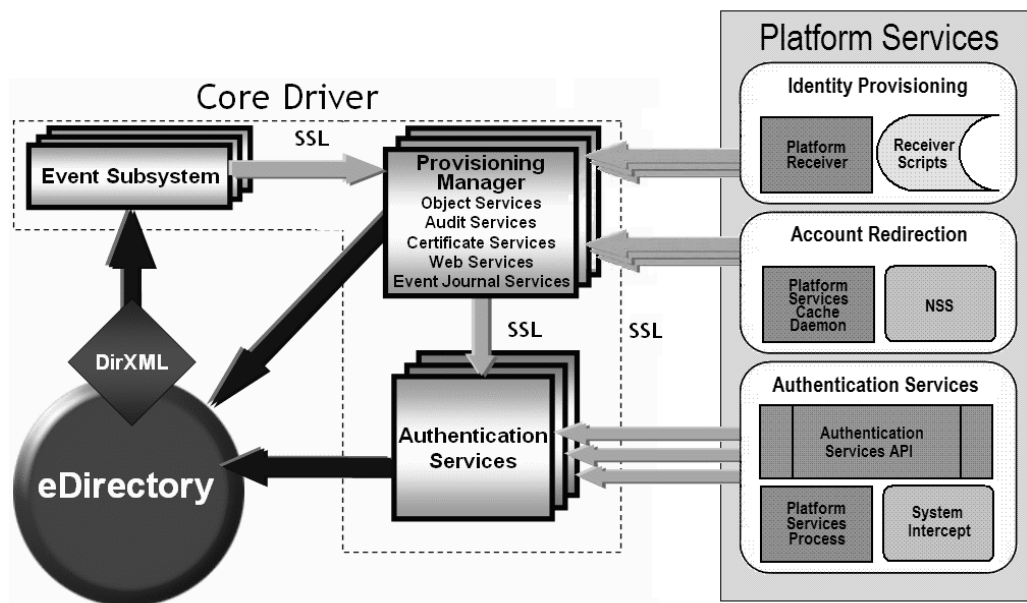 Core Driver
SSL
Event Subsystem
Provisioning
Manager
Object Services
Audit Services
Certificate Services
Web Services
Event Journal Services
SSL
SSL
DirXML
eDirectory
Authentication
Services
Platform Services
Identity Provisioning
Platform
Receiver
Receiver
Scripts
Account Redirection
Platform
Services
Cache
Daemon
NSS
Authentication Services
Authentication
Services API
Platform
Services
Process
System
Intercept